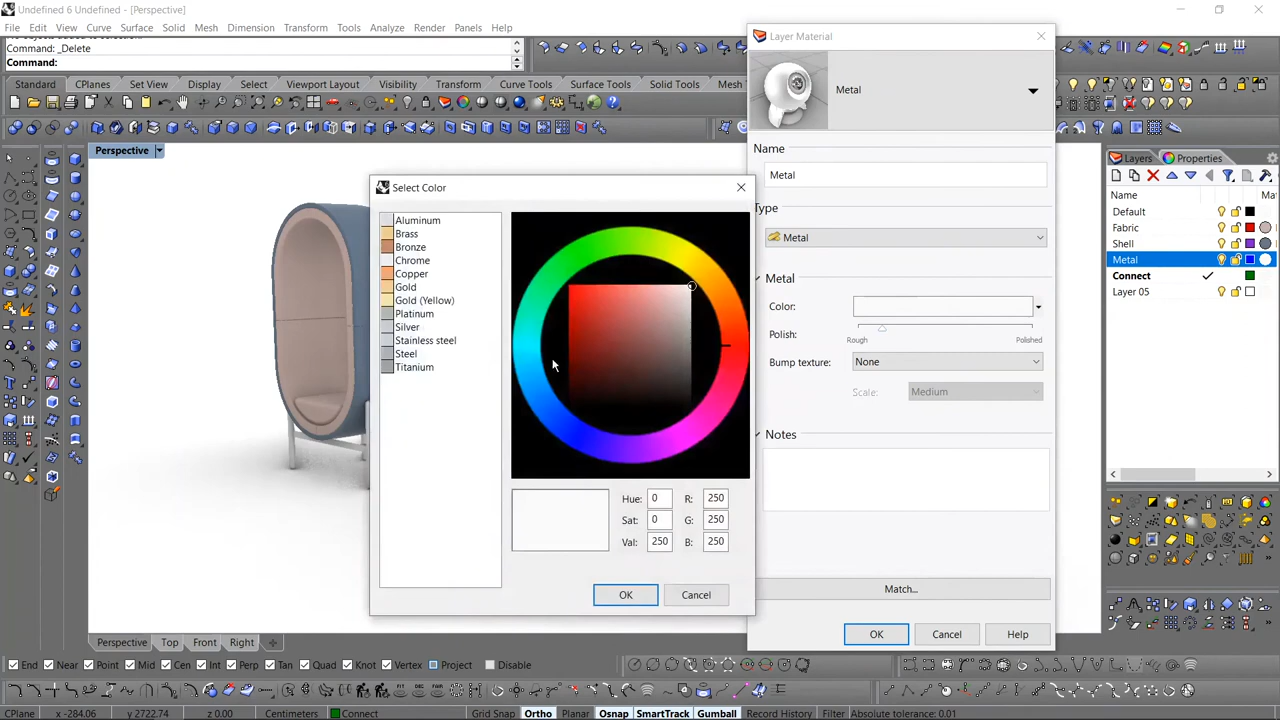 Undefined 6 Undefined - [Perspective]
File Edit View Curve Surface Solid Mesh Dimension Transform Tools Analyze Render Panels Help
Command: _Delete
Command:
Standard CPlanes Set View Display Select Viewport Layout Visibility Transform Curve Tools Surface Tools Solid Tools Mesh
Perspective
Layer Material
Metal
Name
Metal
Type
Metal
Metal
Color:
Polish:
Rough Polished
Bump texture: None
Scale: Medium
Notes
Match...
OK Cancel Help
Select Color
Aluminum
Brass
Bronze
Chrome
Copper
Gold
Gold (Yellow)
Platinum
Silver
Stainless steel
Steel
Titanium
Hue: 0 R: 250
Sat: 0 G: 250
Val: 250 B: 250
OK Cancel
Layers Properties
Name Ma
Default
Fabric
Shell
Metal
Connect
Layer 05
Perspective Top Front Right
End Near Point Mid Cen Int Perp Tan Quad Knot Vertex Project Disable
CPlane x -284.06 y 2722.74 z 0.00 Centimeters Connect Grid Snap Ortho Planar Osnap SmartTrack Gumball Record History Filter Absolute tolerance: 0.01